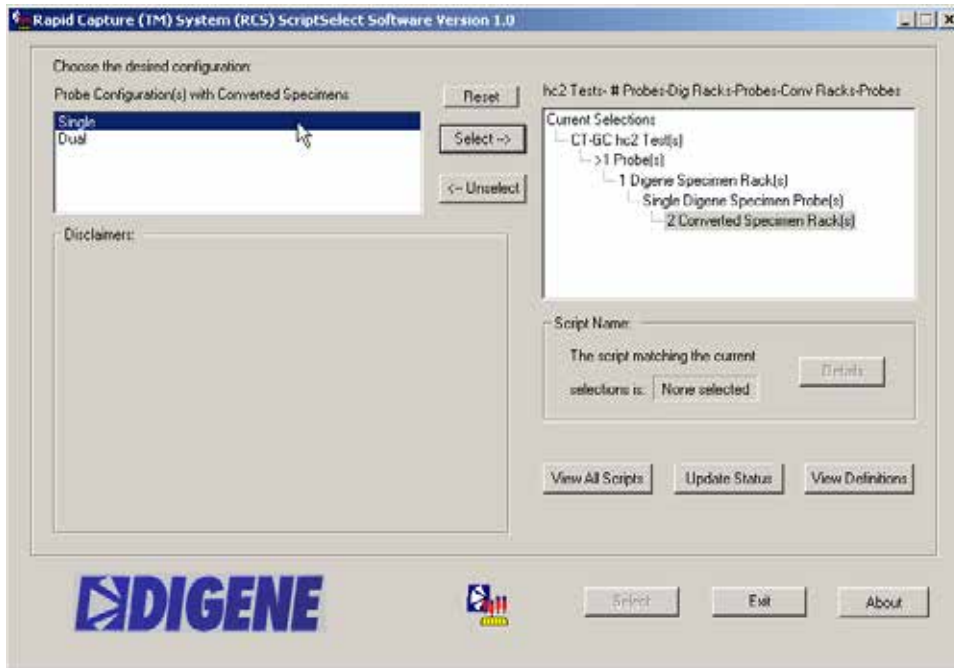 Rapid Capture (TM) System (RCS) ScriptSelect Software Version 1.0
Choose the desired configuration:
Probe Configuration(s) with Converted Specimens
Single
Dual
Reset
Select -->
<-- Unselect
hc2 Tests- # Probes-Dig Racks-Probes-Conv Racks-Probes
Current Selections
CT-GC hc2 Test(s)
>1 Probe(s)
1 Digene Specimen Rack(s)
Single Digene Specimen Probe(s)
2 Converted Specimen Rack(s)
Disclaimers:
Script Name:
The script matching the current
selections is: None selected
Details
View All Scripts
Update Status
View Definitions
DIGENE
Select
Exit
About